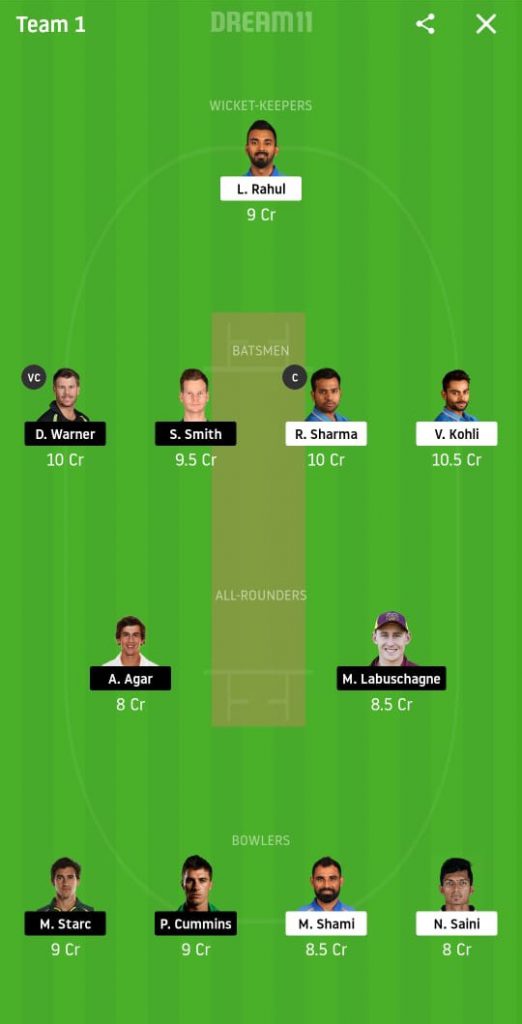 Team 1
DREAM11
WICKET-KEEPERS
L. Rahul
9 Cr
BATSMEN
VC
C
D. Warner
S. Smith
R. Sharma
V. Kohli
10 Cr
9.5 Cr
10 Cr
10.5 Cr
ALL-ROUNDERS
A. Agar
M. Labuschagne
8 Cr
8.5 Cr
BOWLERS
M. Starc
P. Cummins
M. Shami
N. Saini
9 Cr
9 Cr
8.5 Cr
8 Cr